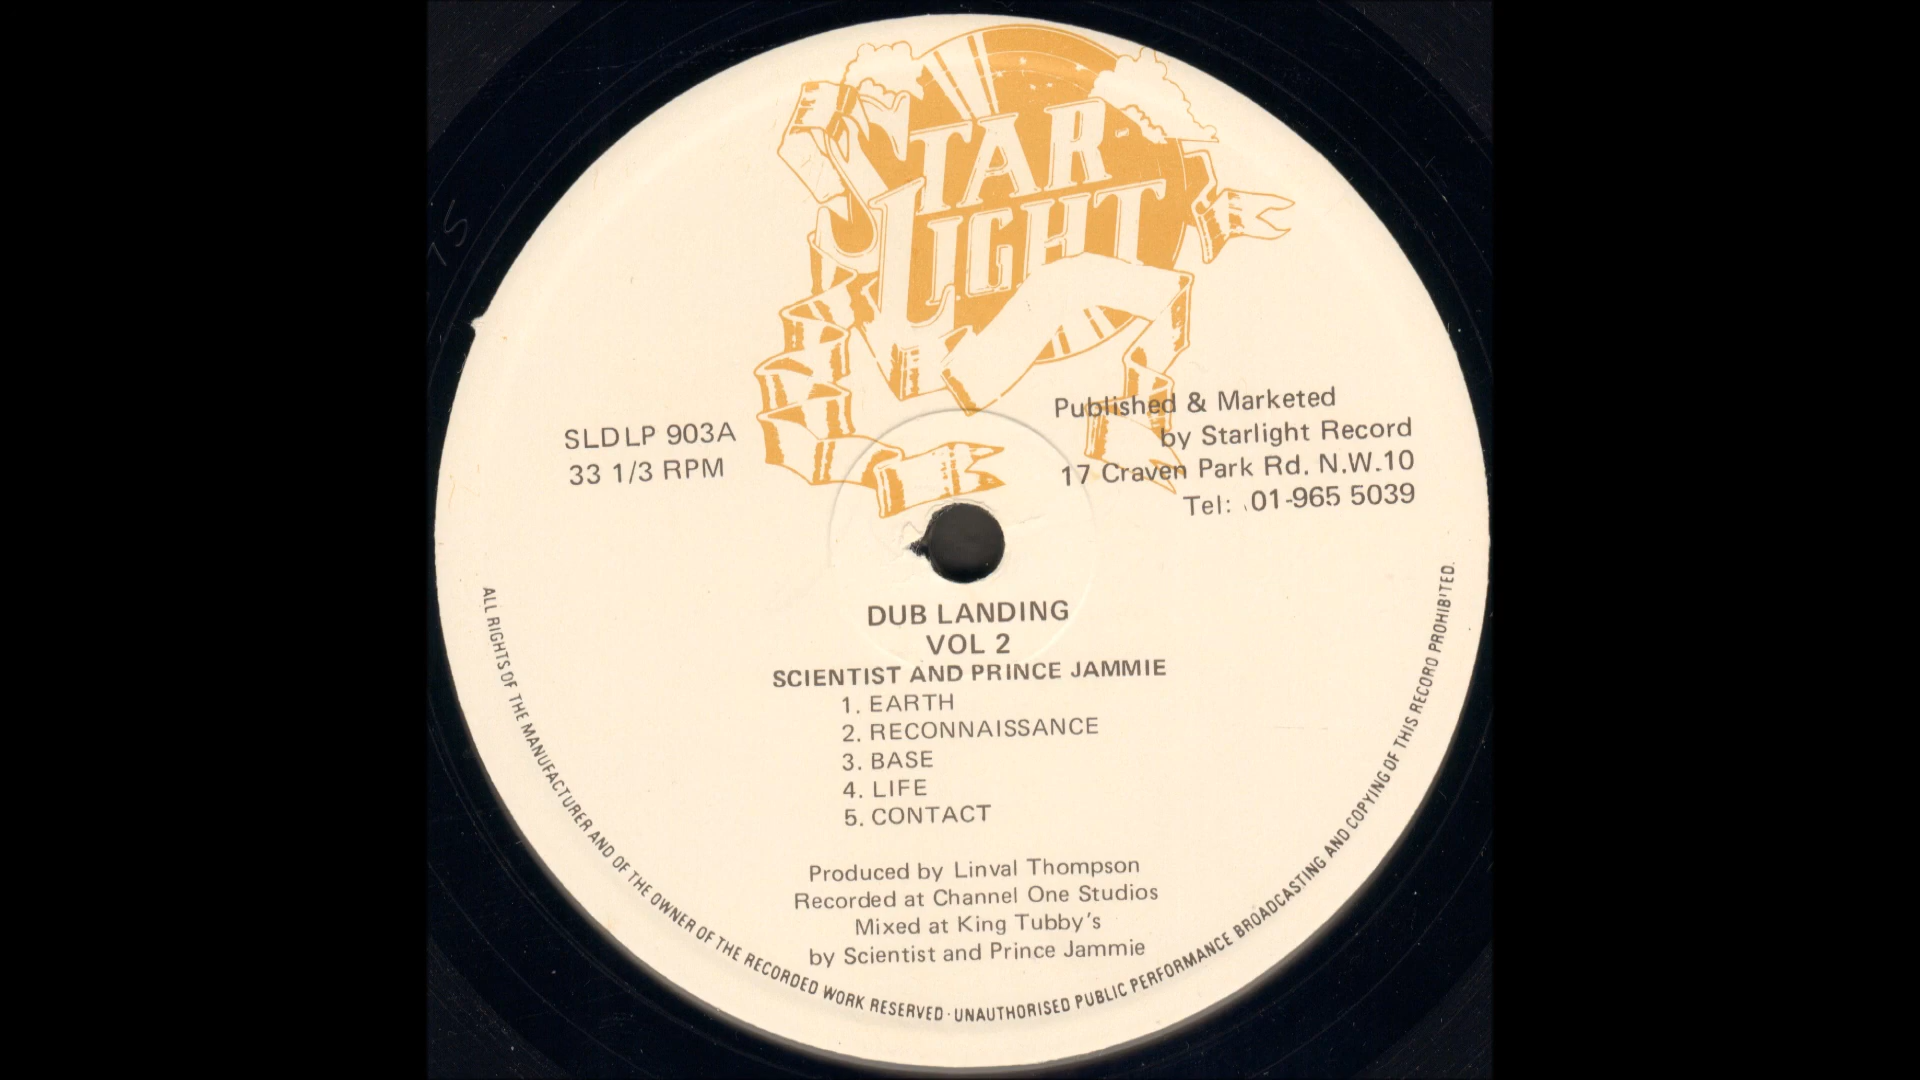 STAR
LIGHT
SLDLP 903A
33 1/3 RPM
Published & Marketed
by Starlight Record
17 Craven Park Rd. N.W.10
Tel: 01-965 5039
DUB LANDING
VOL 2
SCIENTIST AND PRINCE JAMMIE
1. EARTH
2. RECONNAISSANCE
3. BASE
4. LIFE
5. CONTACT
Produced by Linval Thompson
Recorded at Channel One Studios
Mixed at King Tubby's
by Scientist and Prince Jammie
ALL RIGHTS OF THE MANUFACTURER AND OF THE OWNER OF THE RECORDED WORK RESERVED · UNAUTHORISED PUBLIC PERFORMANCE BROADCASTING AND COPYING OF THIS RECORD PROHIBITED.